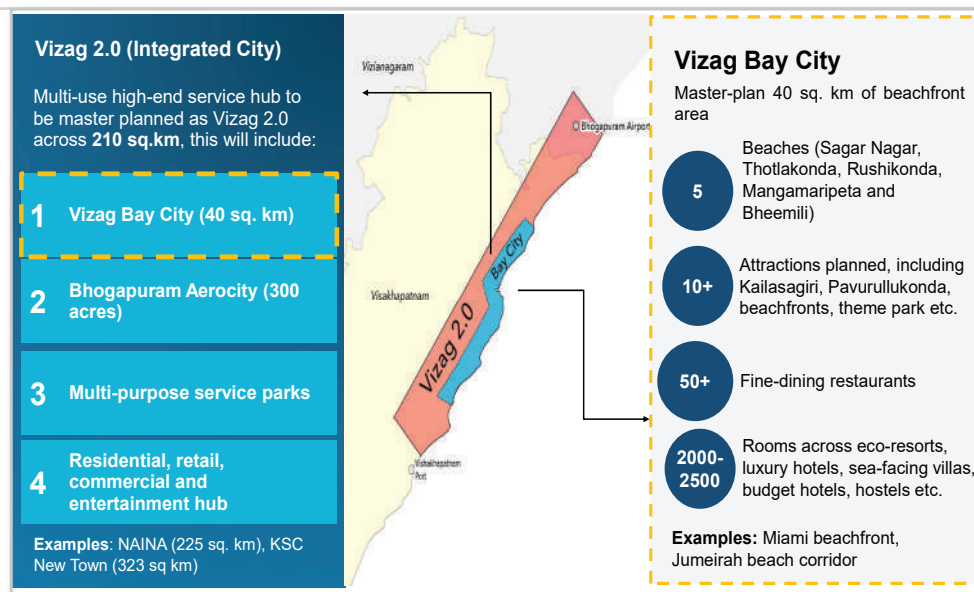 Vizag 2.0 (Integrated City)
Multi-use high-end service hub to
be master planned as Vizag 2.0
across 210 sq.km, this will include:
1
Vizag Bay City (40 sq. km)
2
Bhogapuram Aerocity (300
acres)
3
Multi-purpose service parks
4
Residential, retail,
commercial and
entertainment hub
Examples: NAINA (225 sq. km), KSC
New Town (323 sq km)
Vizianagaram
Bhogapuram Airport
Bay City
Visakhapatnam
Vizag 2.0
Vishakhapatnam
Port
Vizag Bay City
Master-plan 40 sq. km of beachfront
area
5
Beaches (Sagar Nagar,
Thotlakonda, Rushikonda,
Mangamaripeta and
Bheemili)
10+
Attractions planned, including
Kailasagiri, Pavurullukonda,
beachfronts, theme park etc.
50+
Fine-dining restaurants
2000-
2500
Rooms across eco-resorts,
luxury hotels, sea-facing villas,
budget hotels, hostels etc.
Examples: Miami beachfront,
Jumeirah beach corridor